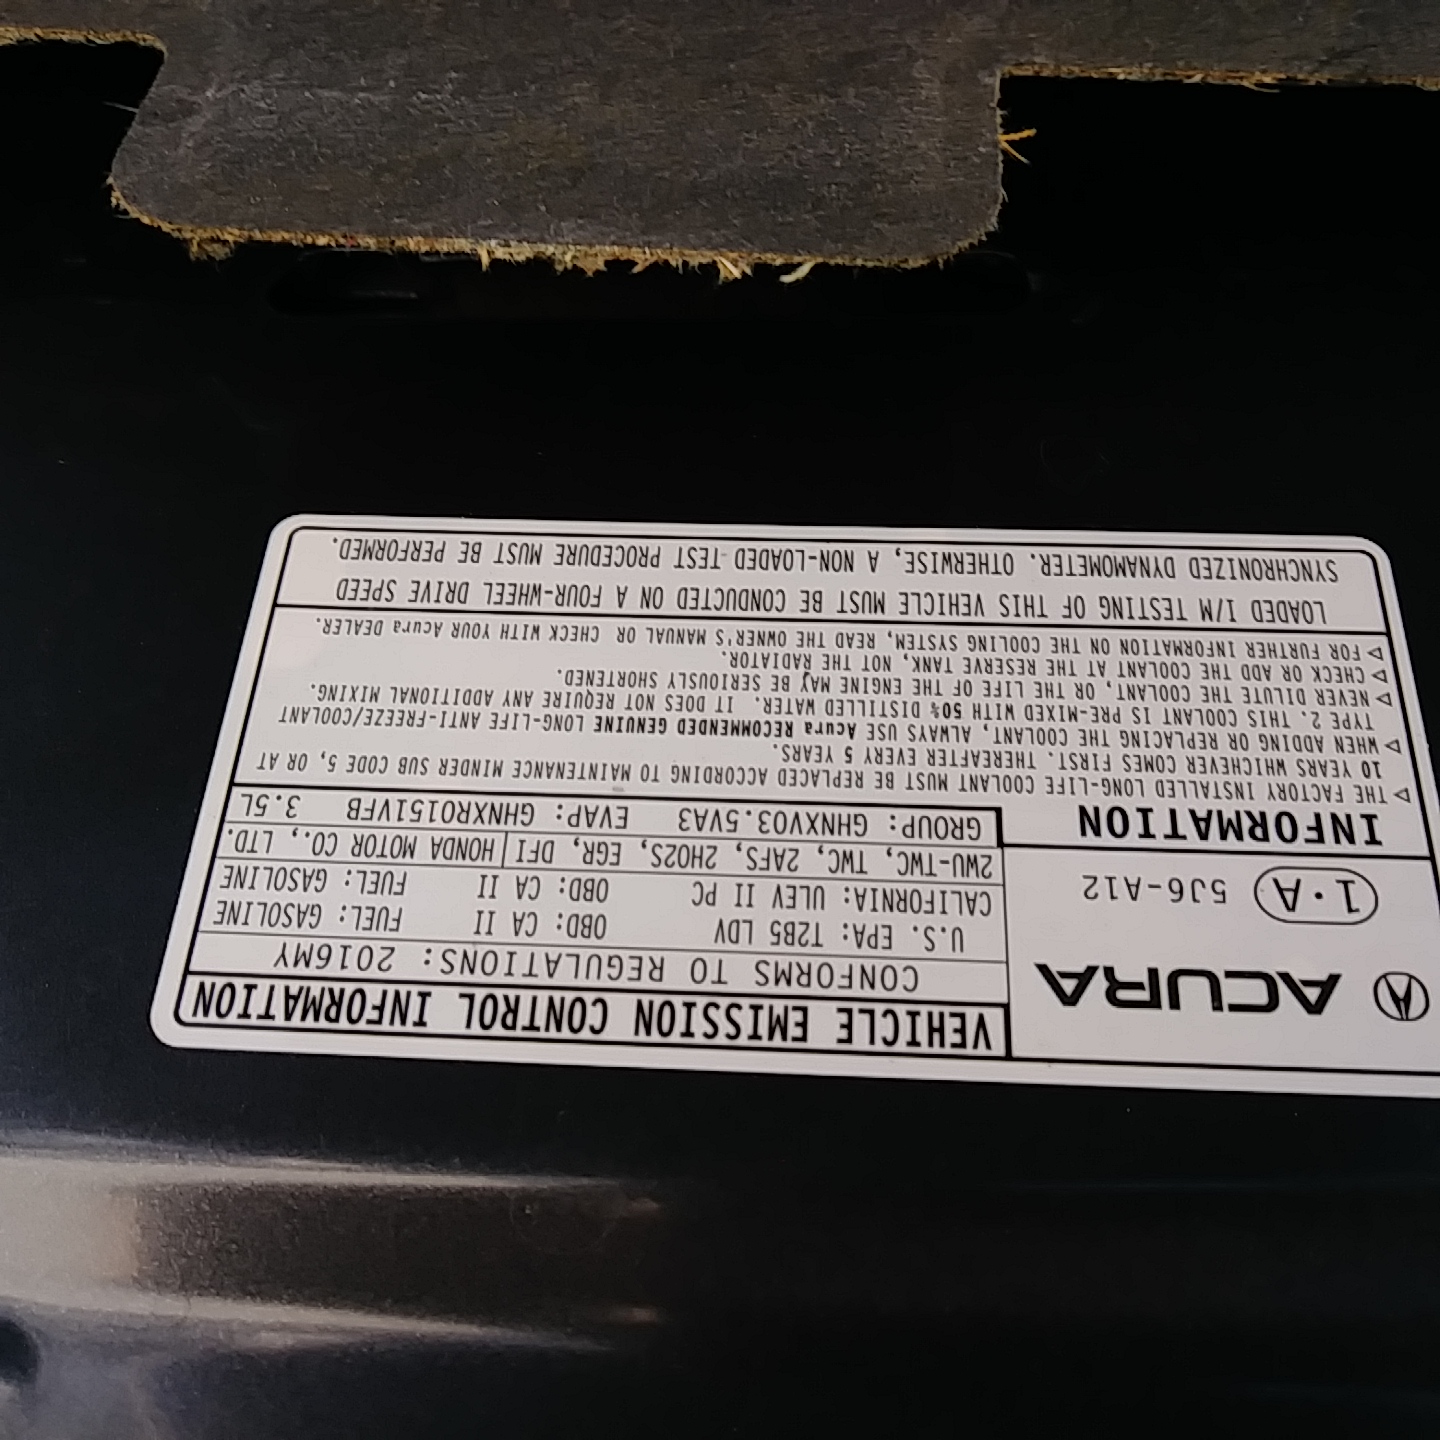 ACURA
1·A 5J6-A12
VEHICLE EMISSION CONTROL INFORMATION
CONFORMS TO REGULATIONS: 2016MY
U.S. EPA: T2B5 LDV OBD: CA II FUEL: GASOLINE
CALIFORNIA: ULEV II PC OBD: CA II FUEL: GASOLINE
2WU-TWC, TWC, 2AFS, 2HO2S, EGR, DFI HONDA MOTOR CO., LTD.
GROUP: GHNXV03.5VA3 EVAP: GHNXR0151VFB 3.5L
INFORMATION
▷ THE FACTORY INSTALLED LONG-LIFE COOLANT MUST BE REPLACED ACCORDING TO MAINTENANCE MINDER SUB CODE 5, OR AT
10 YEARS WHICHEVER COMES FIRST. THEREAFTER EVERY 5 YEARS.
▷ WHEN ADDING OR REPLACING THE COOLANT, ALWAYS USE Acura RECOMMENDED GENUINE LONG-LIFE ANTI-FREEZE/COOLANT
TYPE 2. THIS COOLANT IS PRE-MIXED WITH 50% DISTILLED WATER. IT DOES NOT REQUIRE ANY ADDITIONAL MIXING.
▷ NEVER DILUTE THE COOLANT, OR THE LIFE OF THE ENGINE MAY BE SERIOUSLY SHORTENED.
▷ CHECK OR ADD THE COOLANT AT THE RESERVE TANK, NOT THE RADIATOR.
▷ FOR FURTHER INFORMATION ON THE COOLING SYSTEM, READ THE OWNER'S MANUAL OR CHECK WITH YOUR Acura DEALER.
LOADED I/M TESTING OF THIS VEHICLE MUST BE CONDUCTED ON A FOUR-WHEEL DRIVE SPEED
SYNCHRONIZED DYNAMOMETER. OTHERWISE, A NON-LOADED TEST PROCEDURE MUST BE PERFORMED.